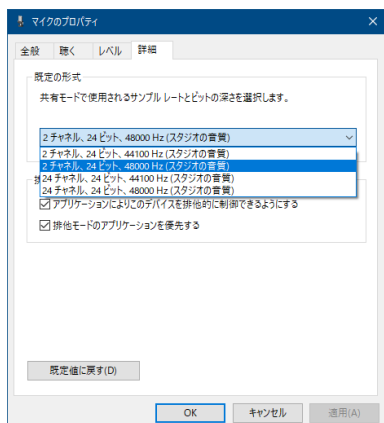 マイクのプロパティ
全般 聴く レベル 詳細
既定の形式
共有モードで使用されるサンプル レートとビットの深さを選択します。
2 チャネル、24 ビット、48000 Hz (スタジオの音質)
2 チャネル、24 ビット、44100 Hz (スタジオの音質)
2 チャネル、24 ビット、48000 Hz (スタジオの音質)
24 チャネル、24 ビット、44100 Hz (スタジオの音質)
24 チャネル、24 ビット、48000 Hz (スタジオの音質)
アプリケーションによりこのデバイスを排他的に制御できるようにする
排他モードのアプリケーションを優先する
既定値に戻す(D)
OK キャンセル 適用(A)